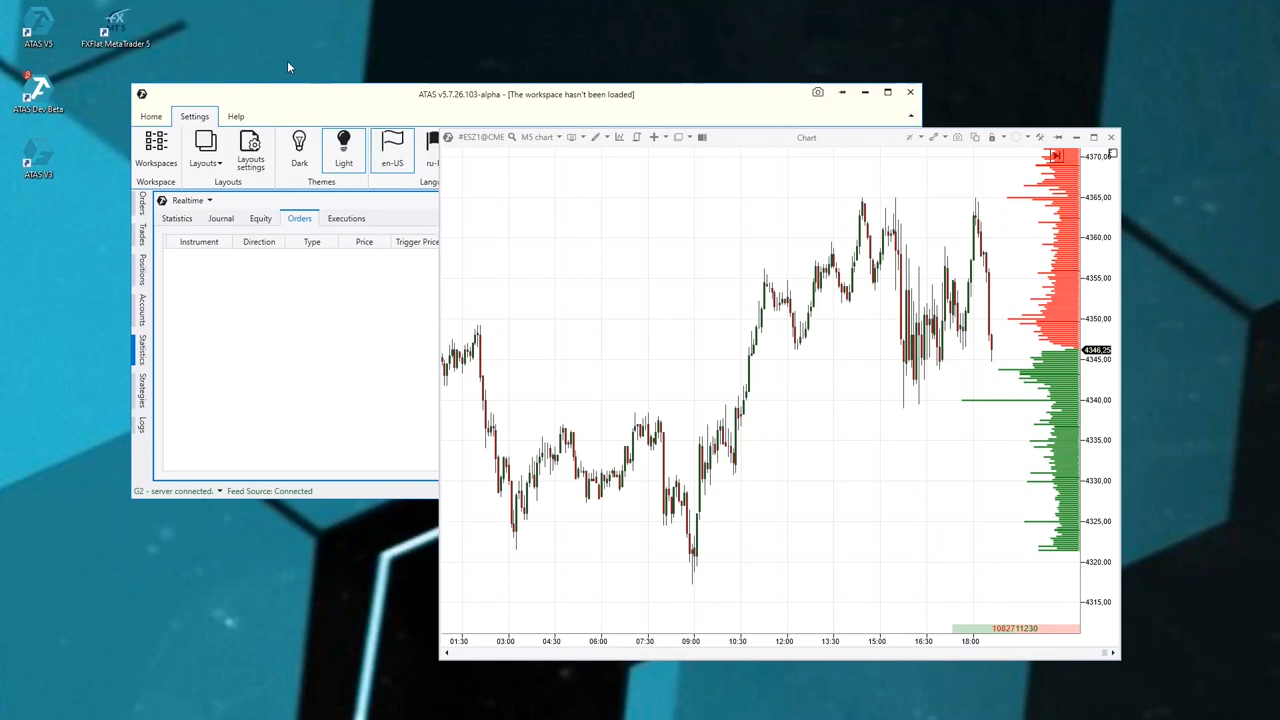 ATAS V5
FXFlat MetaTrader 5
ATAS Dev Beta
ATAS V3
ATAS v5.7.26.103-alpha - [The workspace hasn't been loaded]
Home
Settings
Help
Workspaces
Layouts
Layouts settings
Dark
Light
en-US
ru-
Workspace
Layouts
Themes
Lang
Orders
Trades
Positions
Accounts
Statistics
Strategies
Logs
Realtime
Statistics
Journal
Equity
Orders
Executions
Instrument
Direction
Type
Price
Trigger Price
G2 - server connected.
Feed Source: Connected
#ESZ1@CME
M5 chart
Chart
4370,00
4365,00
4360,00
4355,00
4350,00
4346,25
4345,00
4340,00
4335,00
4330,00
4325,00
4320,00
4315,00
1082711230
01:30
03:00
04:30
06:00
07:30
09:00
10:30
12:00
13:30
15:00
16:30
18:00